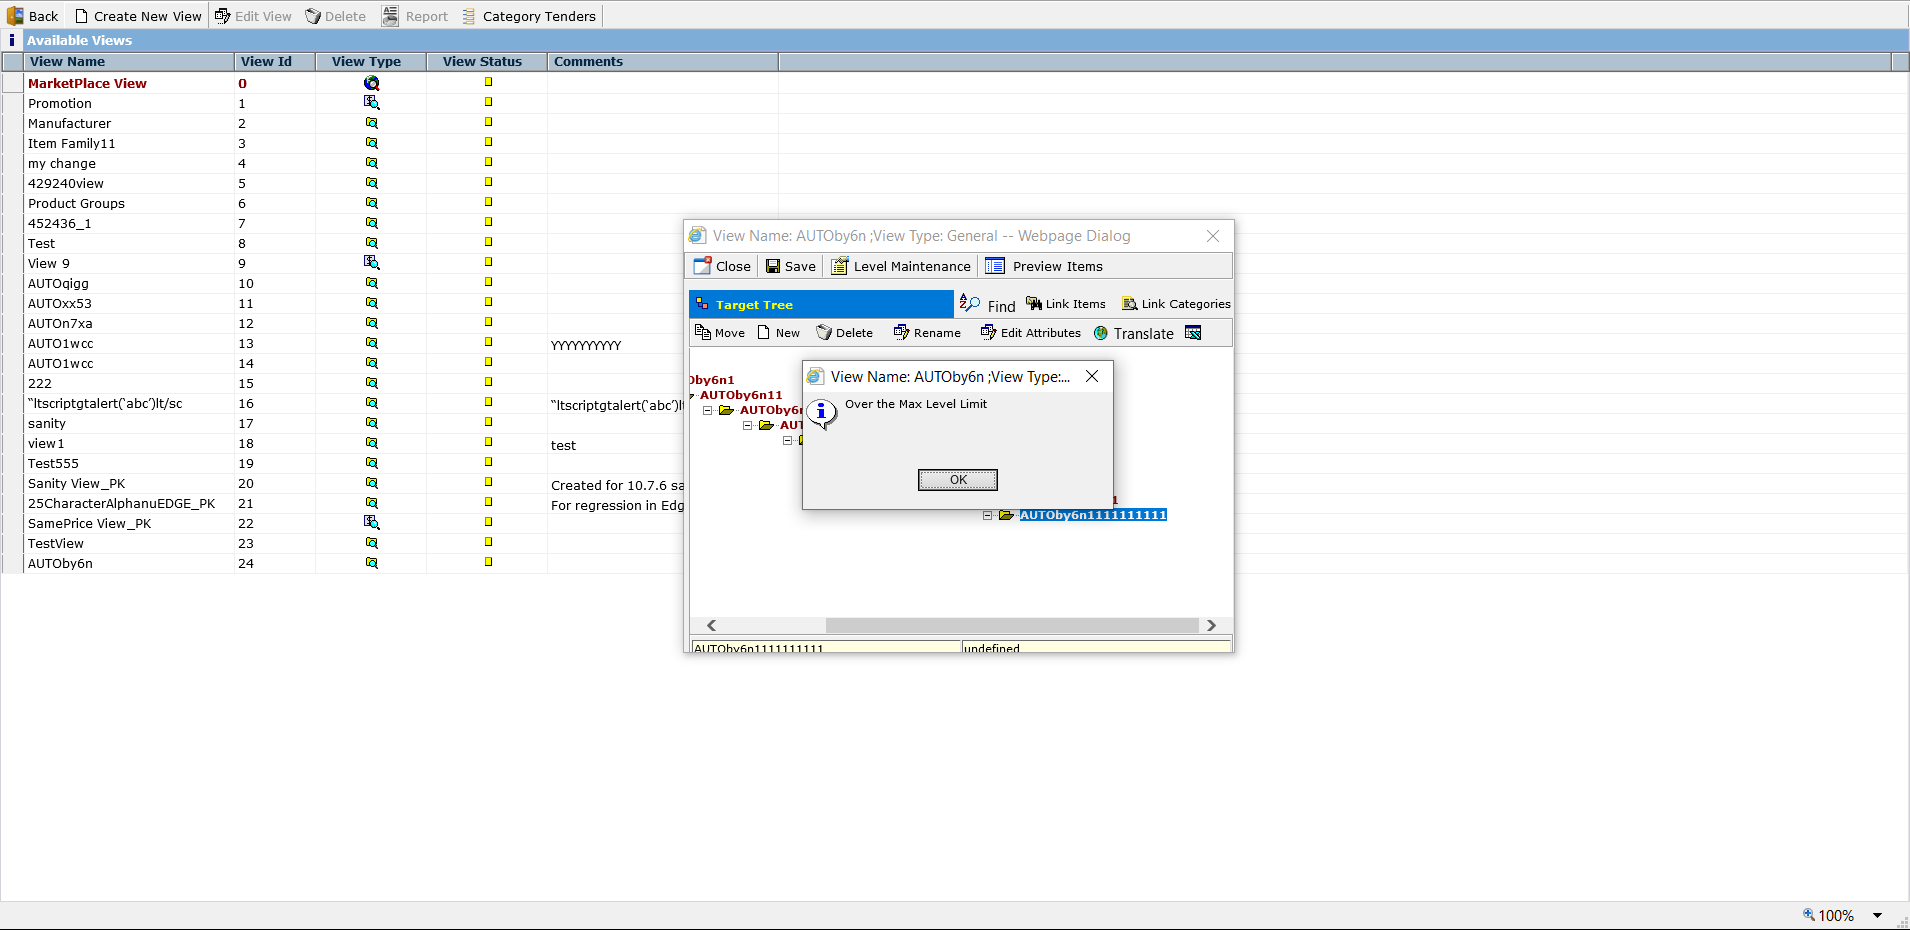 Back Create New View Edit View Delete Report Category Tenders
i Available Views
View Name View Id View Type View Status Comments
MarketPlace View 0
Promotion 1
Manufacturer 2
Item Family11 3
my change 4
429240view 5
Product Groups 6
452436_1 7
Test 8
View 9 9
AUTOqigg 10
AUTOxx53 11
AUTOn7xa 12
AUTO1wcc 13 YYYYYYYYYY
AUTO1wcc 14
222 15
"ltscriptgtalert('abc')lt/sc 16 "ltscriptgtalert('abc')lt
sanity 17
view1 18 test
Test555 19
Sanity View_PK 20 Created for 10.7.6 sa
25CharacterAlphanuEDGE_PK 21 For regression in Edg
SamePrice View_PK 22
TestView 23
AUTOby6n 24
View Name: AUTOby6n ;View Type: General -- Webpage Dialog
Close Save Level Maintenance Preview Items
Target Tree Find Link Items Link Categories
Move New Delete Rename Edit Attributes Translate
Oby6n1
AUTOby6n11
AUTOby6
AUT
View Name: AUTOby6n ;View Type:...
Over the Max Level Limit
OK
1
AUTOby6n1111111111
AUTOby6n1111111111 undefined
100%